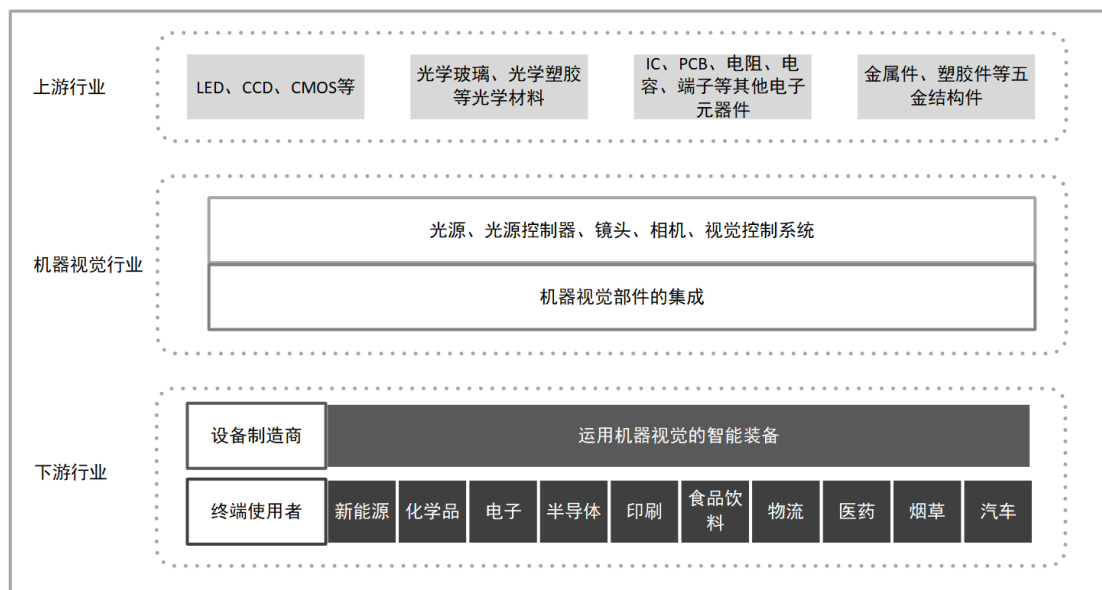 上游行业
LED、CCD、CMOS等
光学玻璃、光学塑胶
等光学材料
IC、PCB、电阻、电
容、端子等其他电子
元器件
金属件、塑胶件等五
金结构件
机器视觉行业
光源、光源控制器、镜头、相机、视觉控制系统
机器视觉部件的集成
下游行业
设备制造商
运用机器视觉的智能装备
终端使用者
新能源
化学品
电子
半导体
印刷
食品饮
料
物流
医药
烟草
汽车